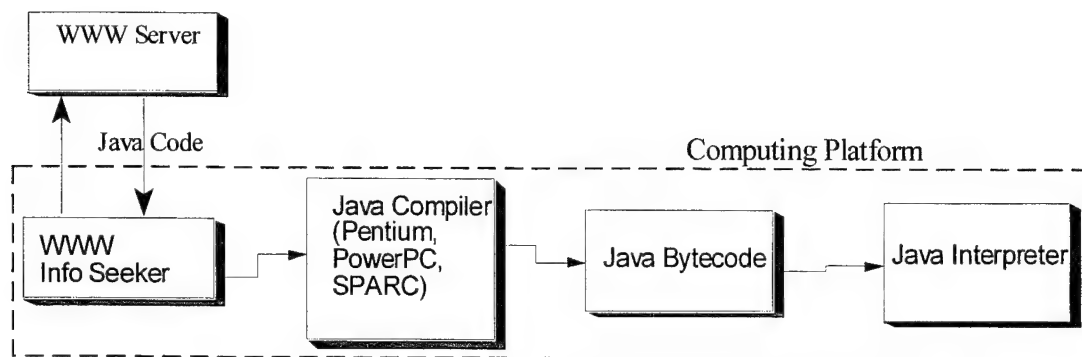 WWW Server
Java Code
Computing Platform
WWW
Info Seeker
Java Compiler
(Pentium,
PowerPC,
SPARC)
Java Bytecode
Java Interpreter